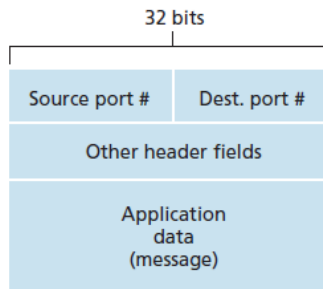 32 bits
Source port #
Dest. port #
Other header fields
Application
data
(message)